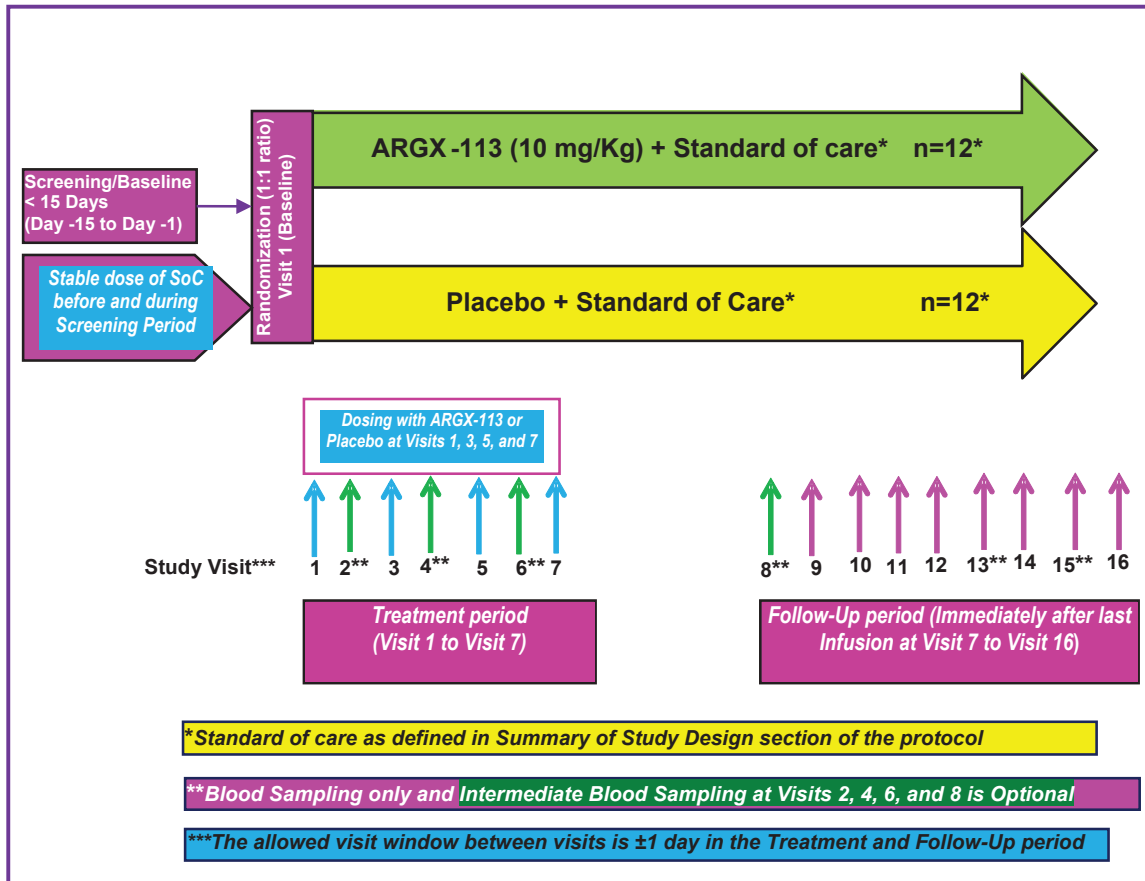 ARGX-113 (10 mg/Kg) + Standard of care* n=12*
Screening/Baseline
< 15 Days
(Day -15 to Day -1)
Randomization (1:1 ratio)
Visit 1 (Baseline)
Stable dose of SoC
before and during
Screening Period
Placebo + Standard of Care* n=12*
Dosing with ARGX-113 or
Placebo at Visits 1, 3, 5, and 7
Study Visit*** 1 2** 3 4** 5 6** 7 8** 9 10 11 12 13** 14 15** 16
Treatment period
(Visit 1 to Visit 7)
Follow-Up period (Immediately after last
Infusion at Visit 7 to Visit 16)
*Standard of care as defined in Summary of Study Design section of the protocol
**Blood Sampling only and Intermediate Blood Sampling at Visits 2, 4, 6, and 8 is Optional
***The allowed visit window between visits is ±1 day in the Treatment and Follow-Up period